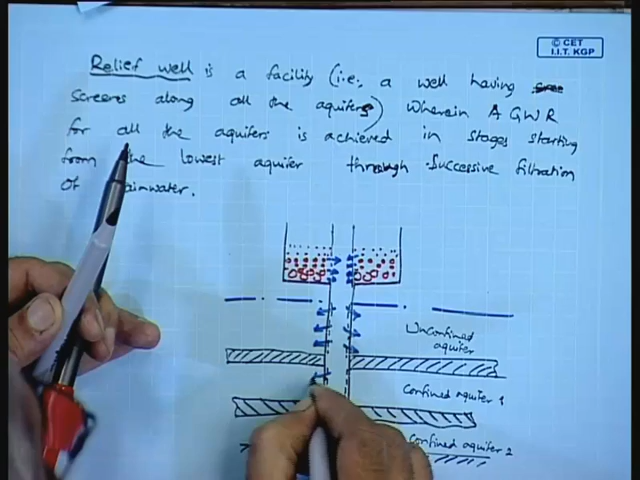 © CET
I.I.T. KGP
Relief well is a facility (i.e. a well having
screens along all the aquifers) Wherein AGWR
for all the aquifers is achieved in stages starting
from the lowest aquifer through successive filtration
of rainwater.
Unconfined
aquifer
Confined aquifer 1
Confined aquifer 2